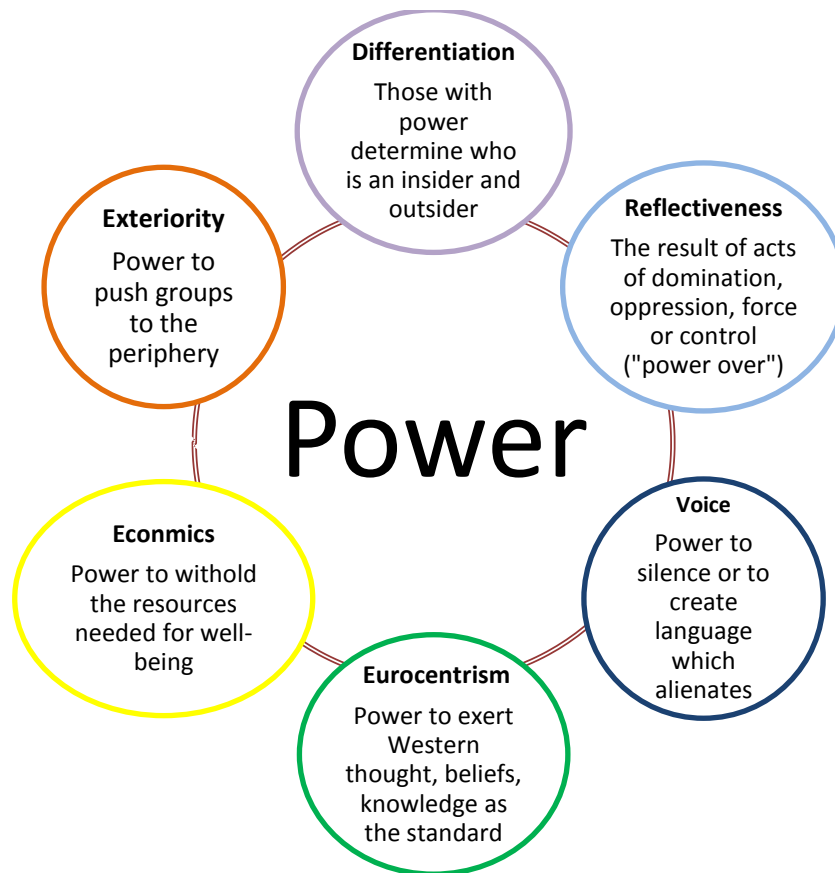 Differentiation
Those with
power
determine who
is an insider and
outsider
Reflectiveness
The result of acts
of domination,
oppression, force
or control
("power over")
Voice
Power to
silence or to
create
language
which
alienates
Eurocentrism
Power to exert
Western
thought, beliefs,
knowledge as
the standard
Econmics
Power to withold
the resources
needed for well-
being
Exteriority
Power to
push groups
to the
periphery
Power